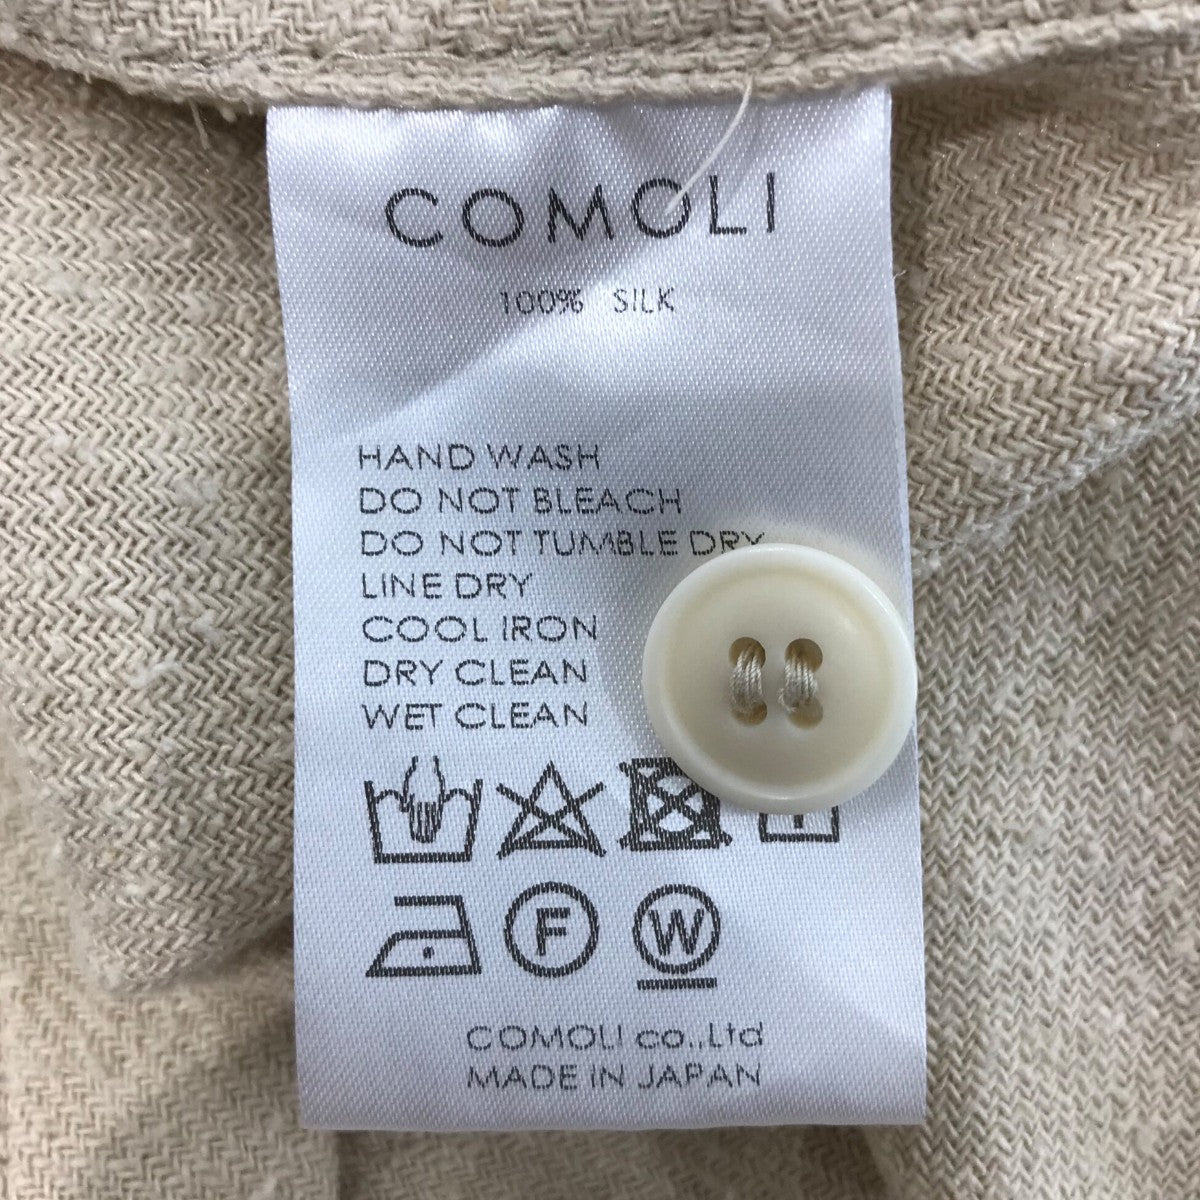 COMOLI
100% SILK
HAND WASH
DO NOT BLEACH
DO NOT TUMBLE DRY
LINE DRY
COOL IRON
DRY CLEAN
WET CLEAN
F W
COMOLI co.,Ltd
MADE IN JAPAN